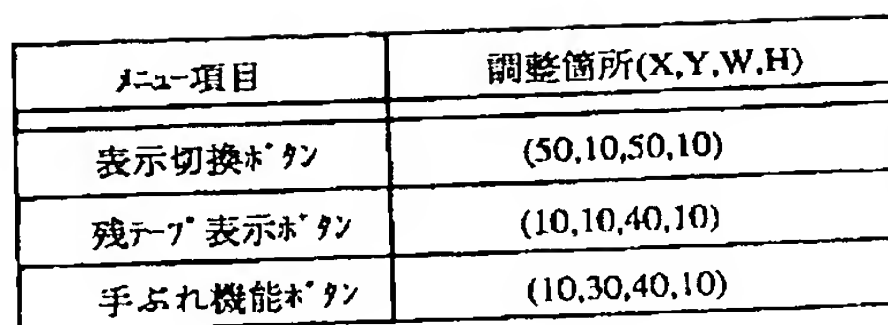 ﾒﾆｭｰ項目 調整箇所(X,Y,W,H)
表示切換ﾎﾞﾀﾝ (50,10,50,10)
残ﾃｰﾌﾟ表示ﾎﾞﾀﾝ (10,10,40,10)
手ぶれ機能ﾎﾞﾀﾝ (10,30,40,10)